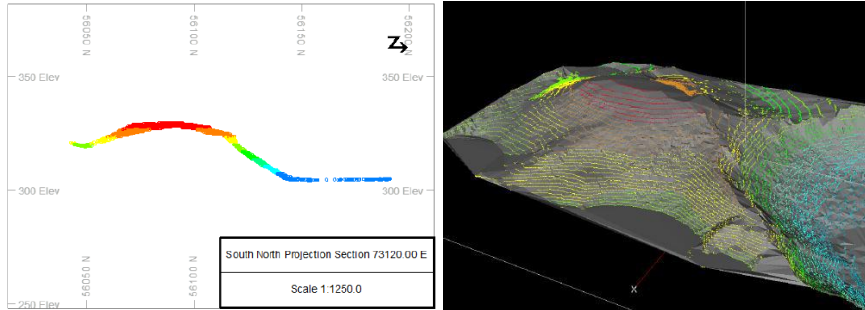 56050 N
56100 N
56150 N
56200 N
Z
350 Elev
350 Elev
300 Elev
300 Elev
250 Elev
56050 N
56100 N
South North Projection Section 73120.00 E
Scale 1:1250.0
X